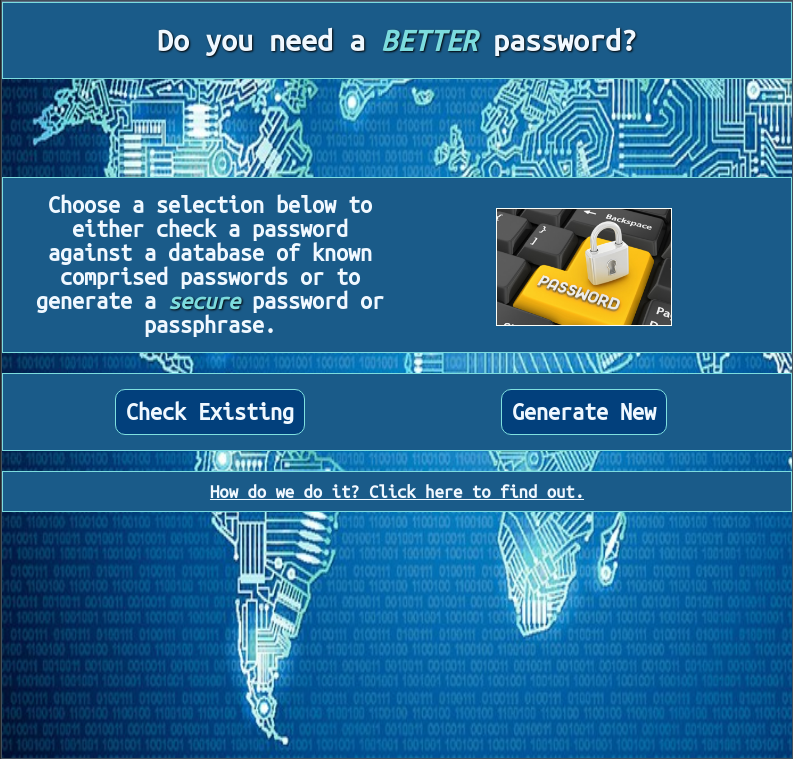 Do you need a BETTER password?
Choose a selection below to
either check a password
against a database of known
comprised passwords or to
generate a secure password or
passphrase.
← Backspace
}
]
PASSWORD
Check Existing
Generate New
How do we do it? Click here to find out.